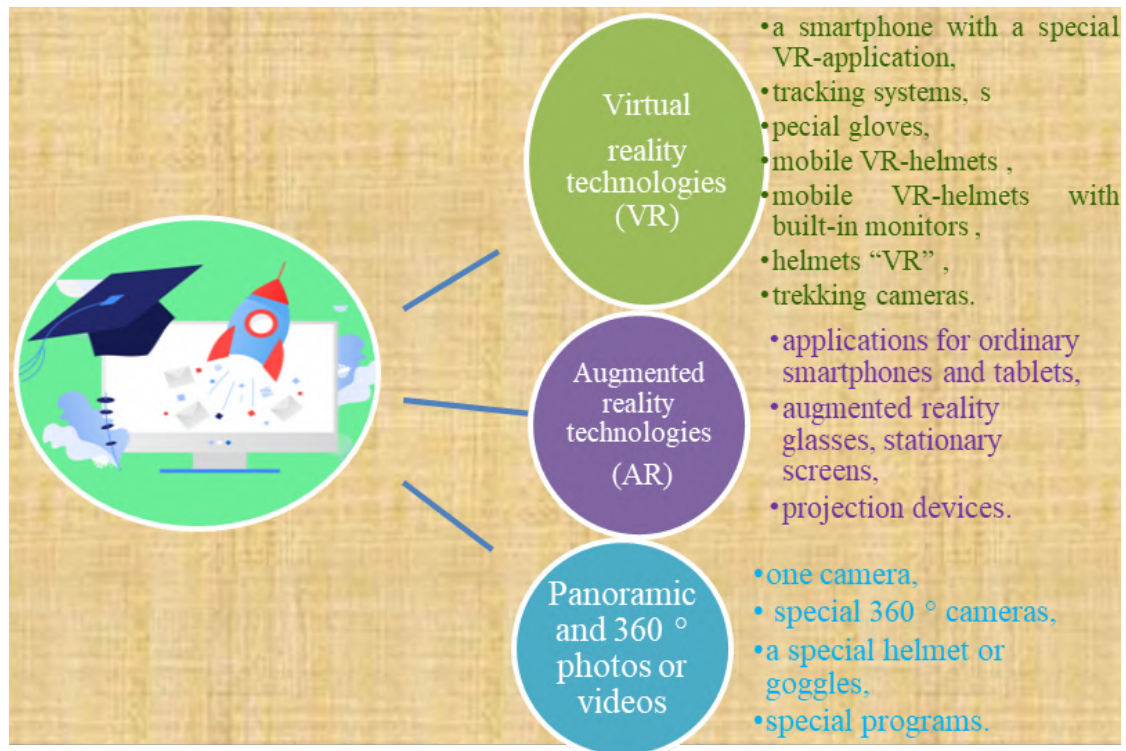 Virtual
reality
technologies
(VR)
•a smartphone with a special
VR-application,
•tracking systems, s
•pecial gloves,
•mobile VR-helmets ,
•mobile VR-helmets with
built-in monitors ,
•helmets “VR” ,
•trekking cameras.
Augmented
reality
technologies
(AR)
•applications for ordinary
smartphones and tablets,
•augmented reality
glasses, stationary
screens,
•projection devices.
Panoramic
and 360 °
photos or
videos
•one camera,
• special 360 ° cameras,
•a special helmet or
goggles,
•special programs.